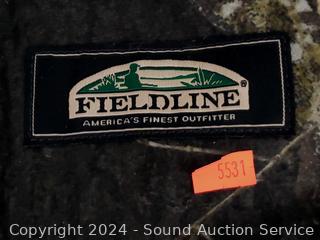 FIELDLINE®
AMERICA'S FINEST OUTFITTER
5531
Copyright © 2024 - Sound Auction Service